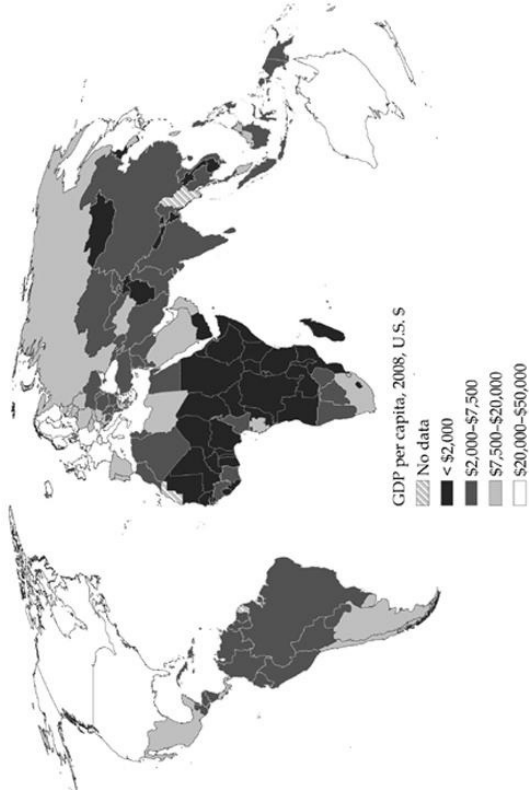 GDP per capita, 2008, U.S. $
No data
< $2,000
$2,000–$7,500
$7,500–$20,000
$20,000–$50,000